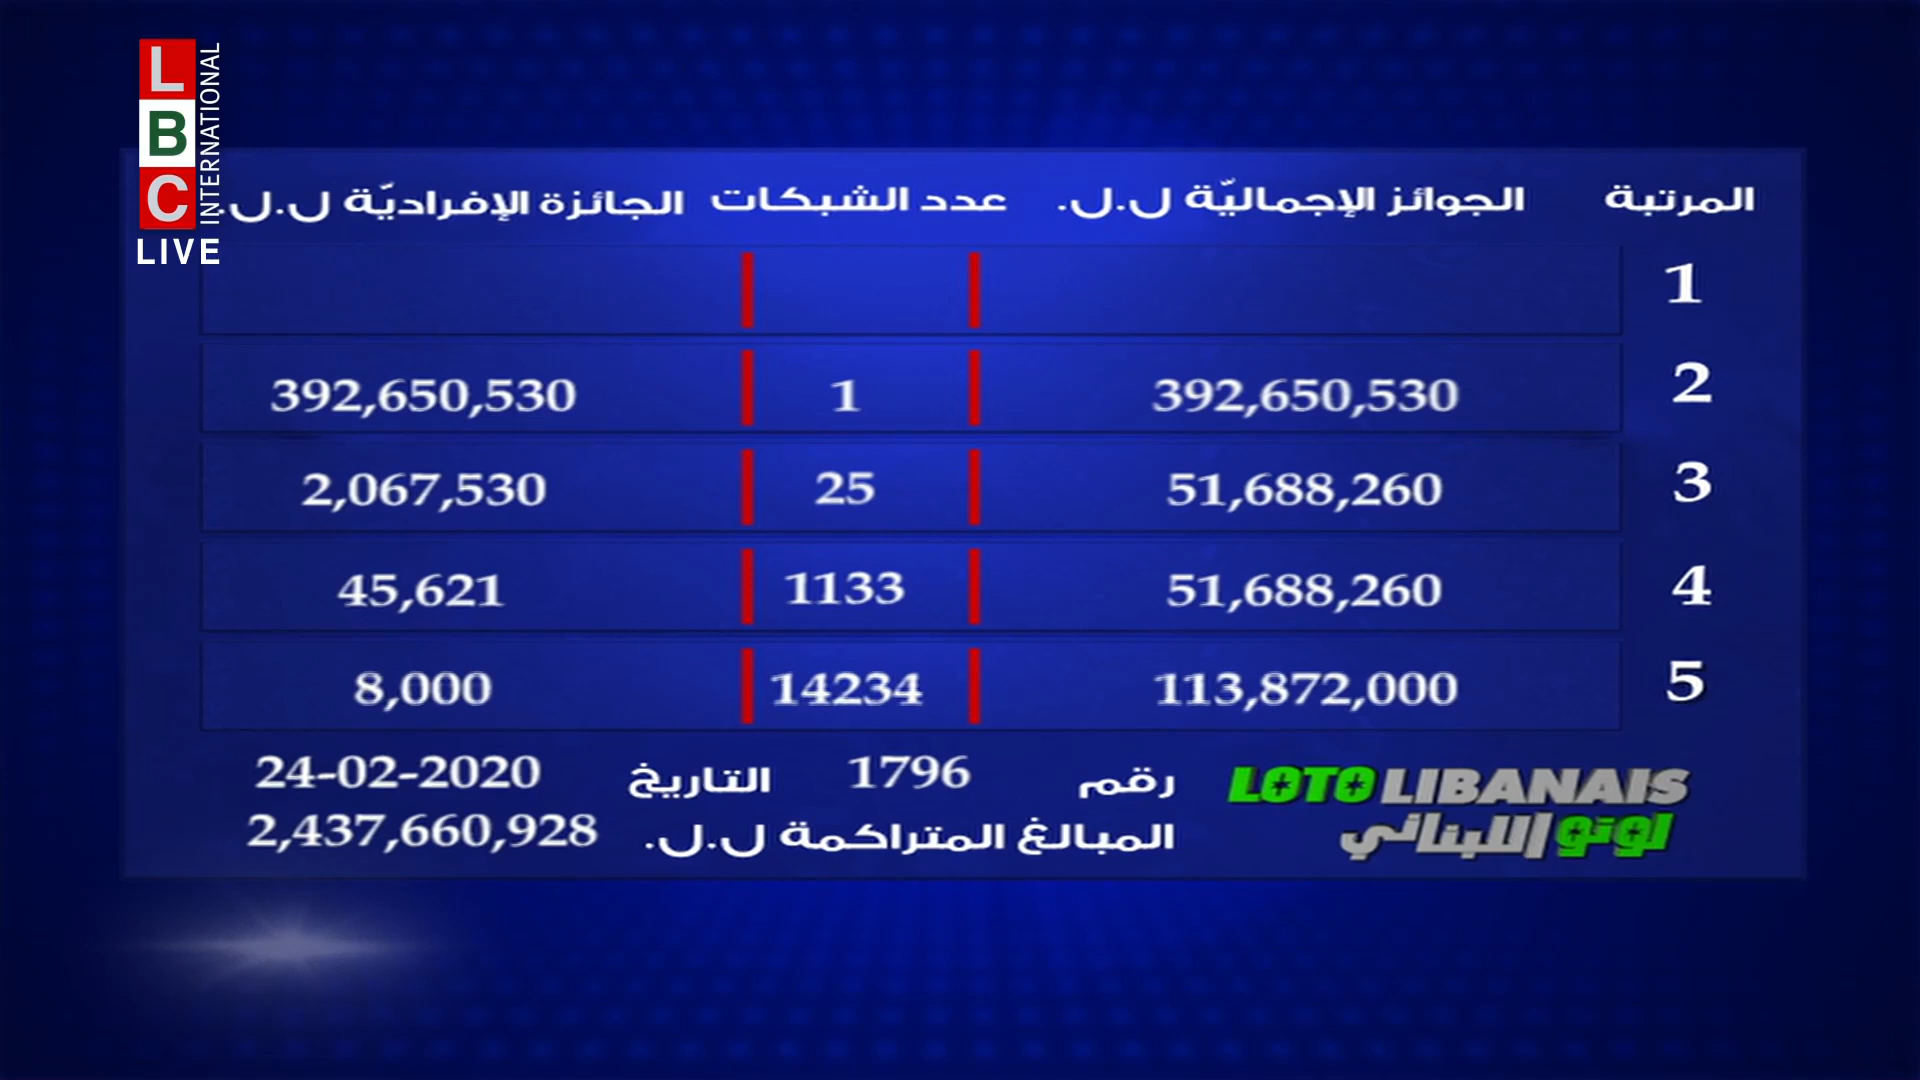 L
B
C
INTERNATIONAL
LIVE
المرتبة الجوائز الإجماليّة ل.ل. عدد الشبكات الجائزة الإفراديّة ل.ل.
1
2 392,650,530 1 392,650,530
3 51,688,260 25 2,067,530
4 51,688,260 1133 45,621
5 113,872,000 14234 8,000
LOTO LIBANAIS رقم 1796 التاريخ 24-02-2020
لوتو اللبناني المبالغ المتراكمة ل.ل. 2,437,660,928